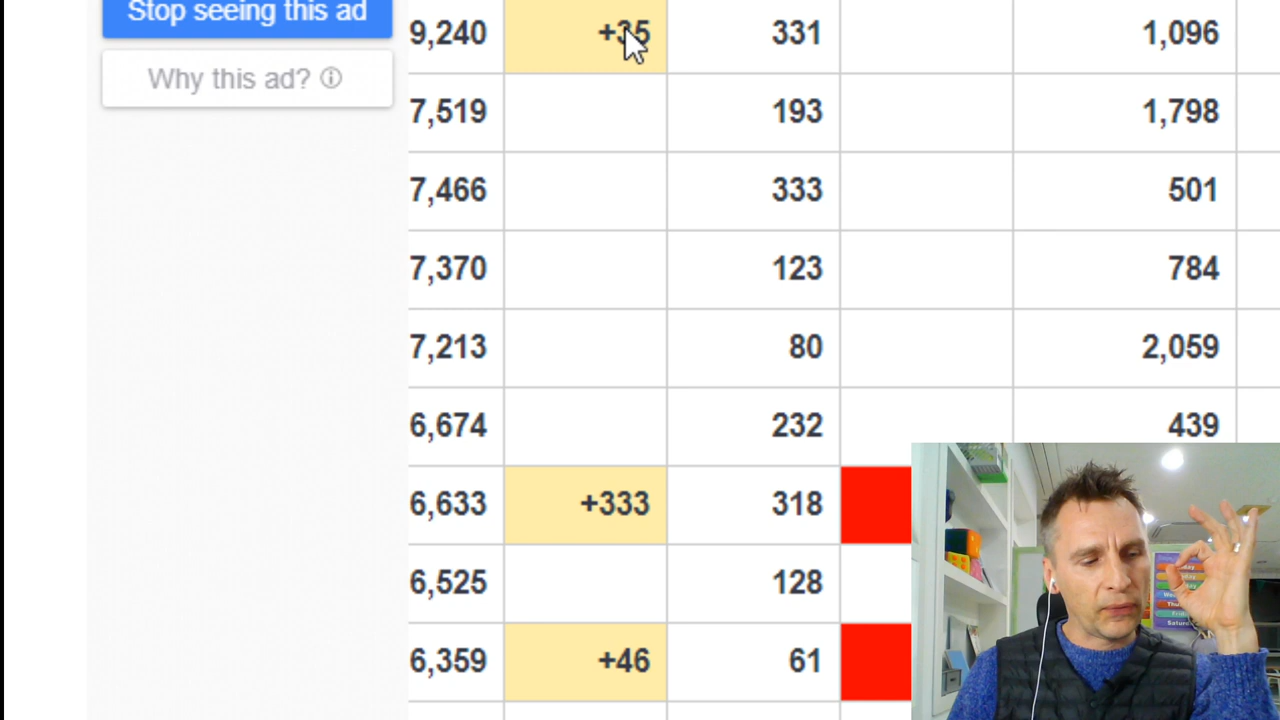 Stop seeing this ad
Why this ad?
9,240 +35 331 1,096
7,519 193 1,798
7,466 333 501
7,370 123 784
7,213 80 2,059
6,674 232 439
6,633 +333 318
6,525 128
6,359 +46 61